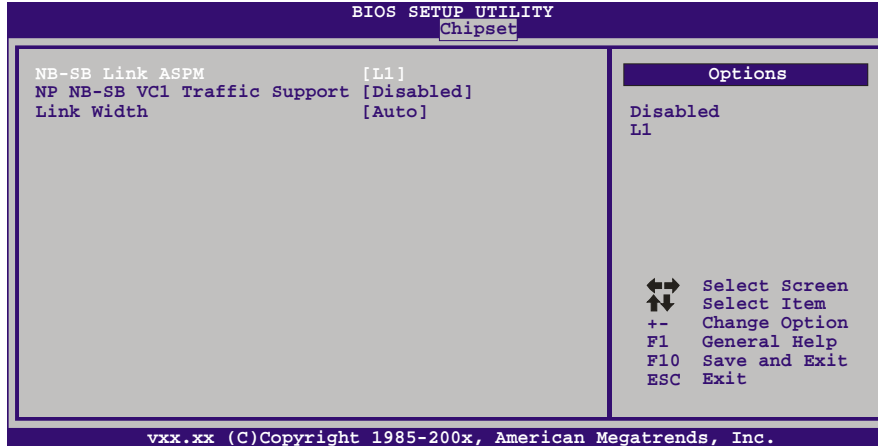 BIOS SETUP UTILITY
Chipset
NB-SB Link ASPM [L1]
NP NB-SB VC1 Traffic Support [Disabled]
Link Width [Auto]
Options
Disabled
L1
Select Screen
Select Item
+- Change Option
F1 General Help
F10 Save and Exit
ESC Exit
vxx.xx (C)Copyright 1985-200x, American Megatrends, Inc.